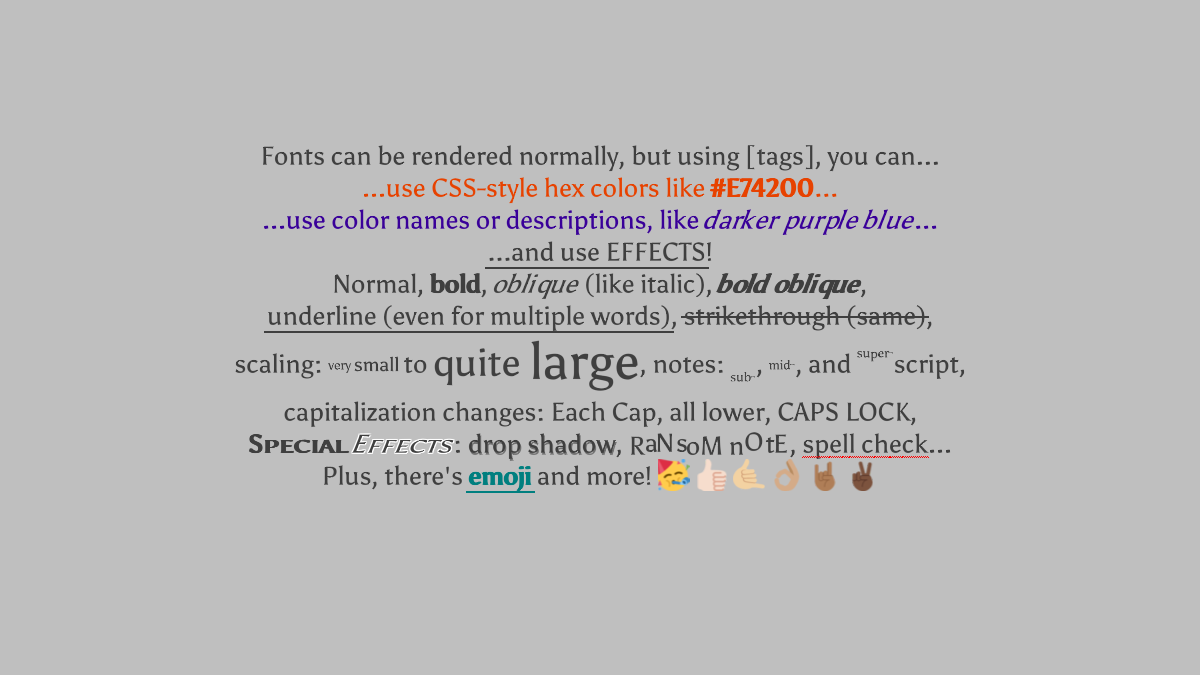 Fonts can be rendered normally, but using [tags], you can...
...use CSS-style hex colors like #E74200...
...use color names or descriptions, like darker purple blue...
...and use EFFECTS!
Normal, bold, oblique (like italic), bold oblique,
underline (even for multiple words), strikethrough (same),
scaling: very small to quite large, notes: sub-, mid-, and super-script,
capitalization changes: Each Cap, all lower, CAPS LOCK,
Special Effects: drop shadow, RaNsoM nOtE, spell check...
Plus, there's emoji and more! 🥳👍🏻🤙🏼👌🏽🤘🏾✌🏿